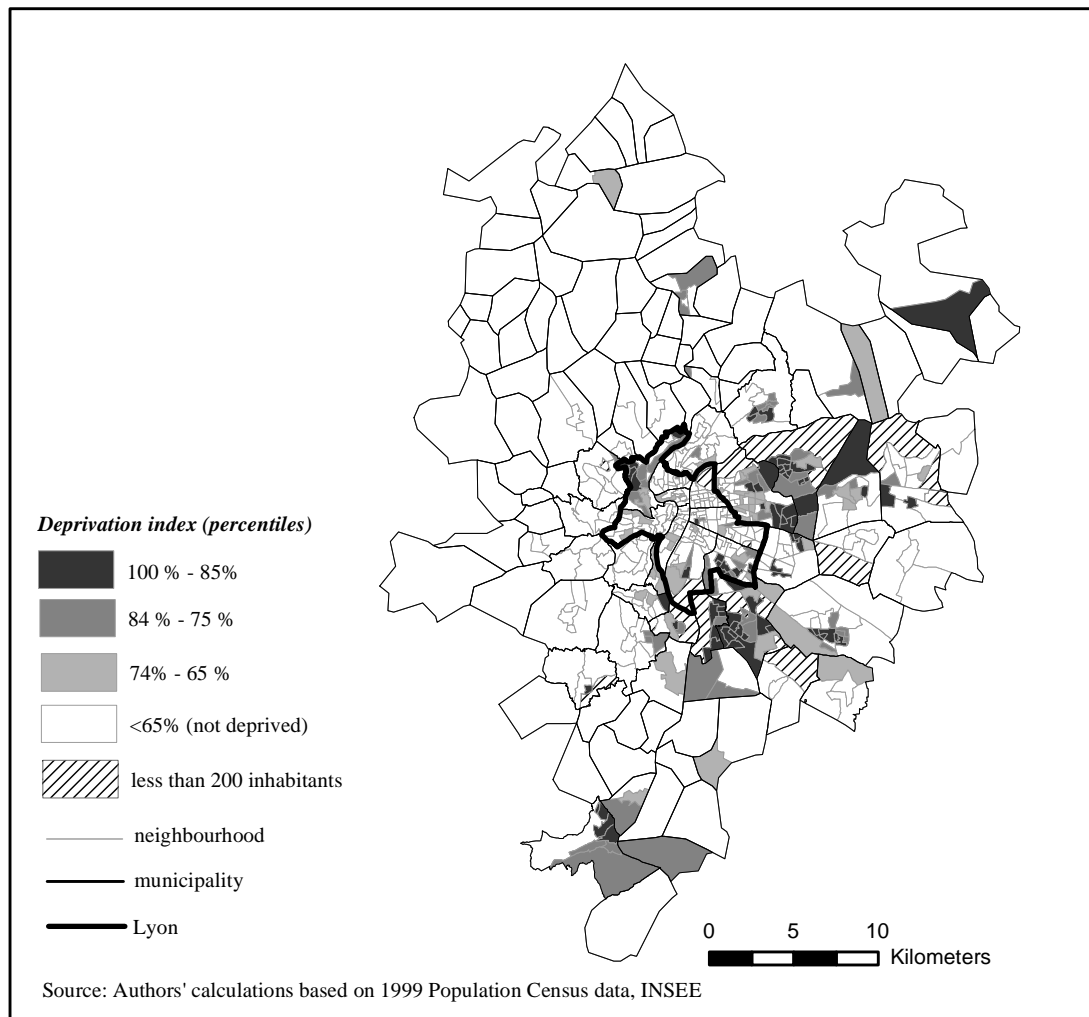 Deprivation index (percentiles)
100 % - 85%
84 % - 75 %
74% - 65 %
<65% (not deprived)
less than 200 inhabitants
neighbourhood
municipality
Lyon
0 5 10
Kilometers
Source: Authors' calculations based on 1999 Population Census data, INSEE